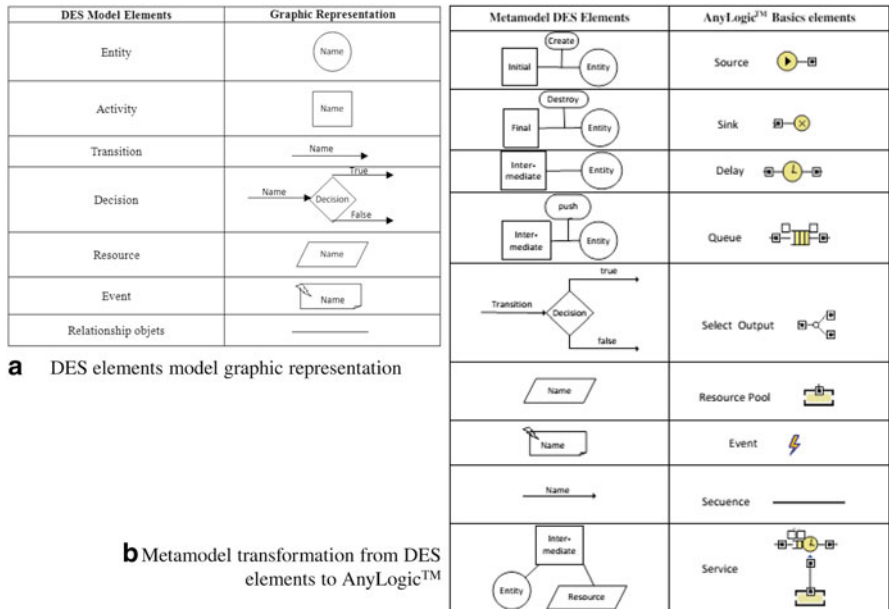 DES Model Elements Graphic Representation
Entity Name
Activity Name
Transition Name
Decision Name Decision True False
Resource Name
Event Name
Relationship objets
a DES elements model graphic representation
Metamodel DES Elements AnyLogic™ Basics elements
Create
Initial Entity Source
Destroy
Final Entity Sink
Inter-
mediate Entity Delay
push
Inter-
mediate Entity Queue
true
Transition Decision Select Output
false
Name Resource Pool
Name Event
Name Secuence
Inter-
mediate
Entity Resource Service
b Metamodel transformation from DES
elements to AnyLogic™